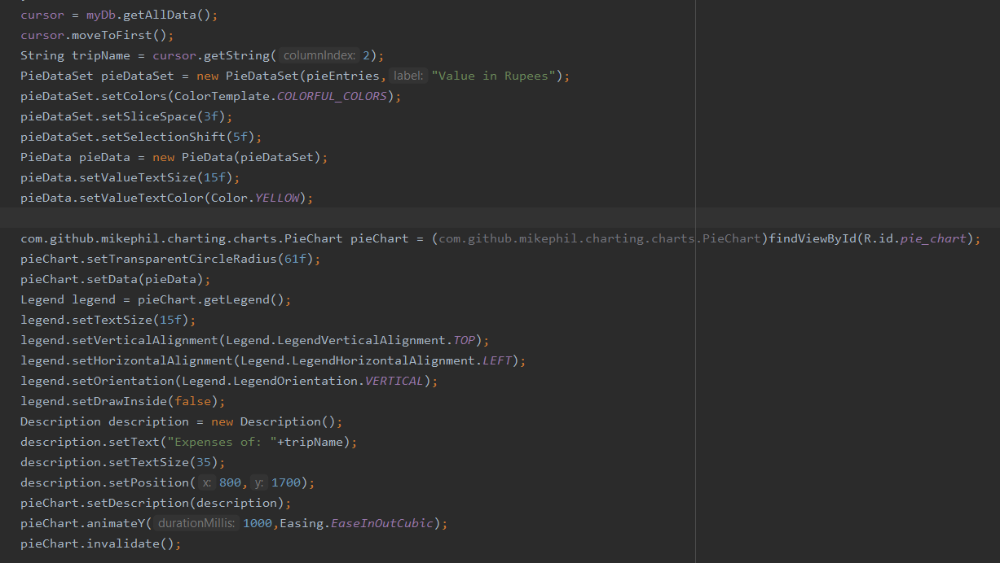 cursor = myDb.getAllData();
cursor.moveToFirst();
String tripName = cursor.getString( columnIndex: 2);
PieDataSet pieDataSet = new PieDataSet(pieEntries, label: "Value in Rupees");
pieDataSet.setColors(ColorTemplate.COLORFUL_COLORS);
pieDataSet.setSliceSpace(3f);
pieDataSet.setSelectionShift(5f);
PieData pieData = new PieData(pieDataSet);
pieData.setValueTextSize(15f);
pieData.setValueTextColor(Color.YELLOW);
com.github.mikephil.charting.charts.PieChart pieChart = (com.github.mikephil.charting.charts.PieChart)findViewById(R.id.pie_chart);
pieChart.setTransparentCircleRadius(61f);
pieChart.setData(pieData);
Legend legend = pieChart.getLegend();
legend.setTextSize(15f);
legend.setVerticalAlignment(Legend.LegendVerticalAlignment.TOP);
legend.setHorizontalAlignment(Legend.LegendHorizontalAlignment.LEFT);
legend.setOrientation(Legend.LegendOrientation.VERTICAL);
legend.setDrawInside(false);
Description description = new Description();
description.setText("Expenses of: "+tripName);
description.setTextSize(35);
description.setPosition( x: 800, y: 1700);
pieChart.setDescription(description);
pieChart.animateY( durationMillis: 1000,Easing.EaseInOutCubic);
pieChart.invalidate();